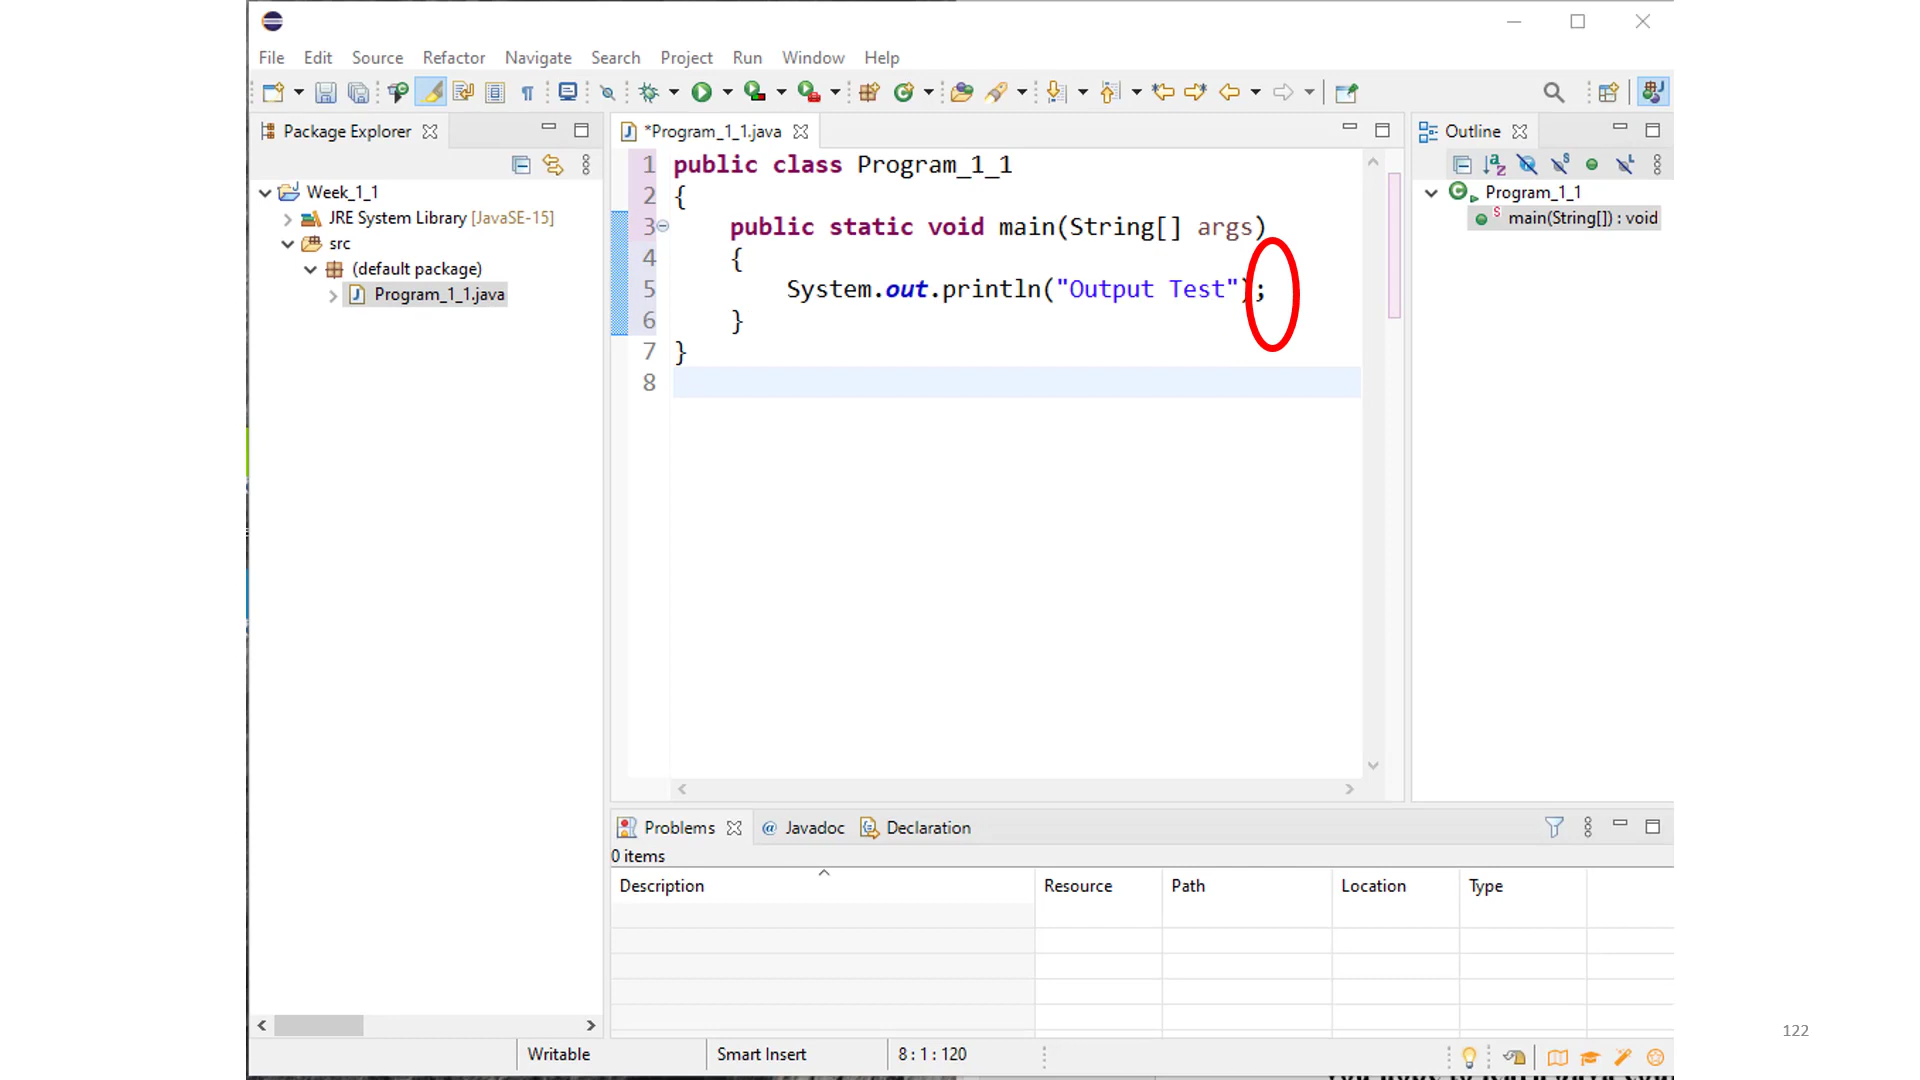 File Edit Source Refactor Navigate Search Project Run Window Help
Package Explorer
Week_1_1
JRE System Library [JavaSE-15]
src
(default package)
Program_1_1.java
*Program_1_1.java
1 public class Program_1_1
2 {
3 public static void main(String[] args)
4 {
5 System.out.println("Output Test");
6 }
7 }
8
Outline
Program_1_1
main(String[]) : void
Problems @ Javadoc Declaration
0 items
Description Resource Path Location Type
Writable Smart Insert 8 : 1 : 120
122